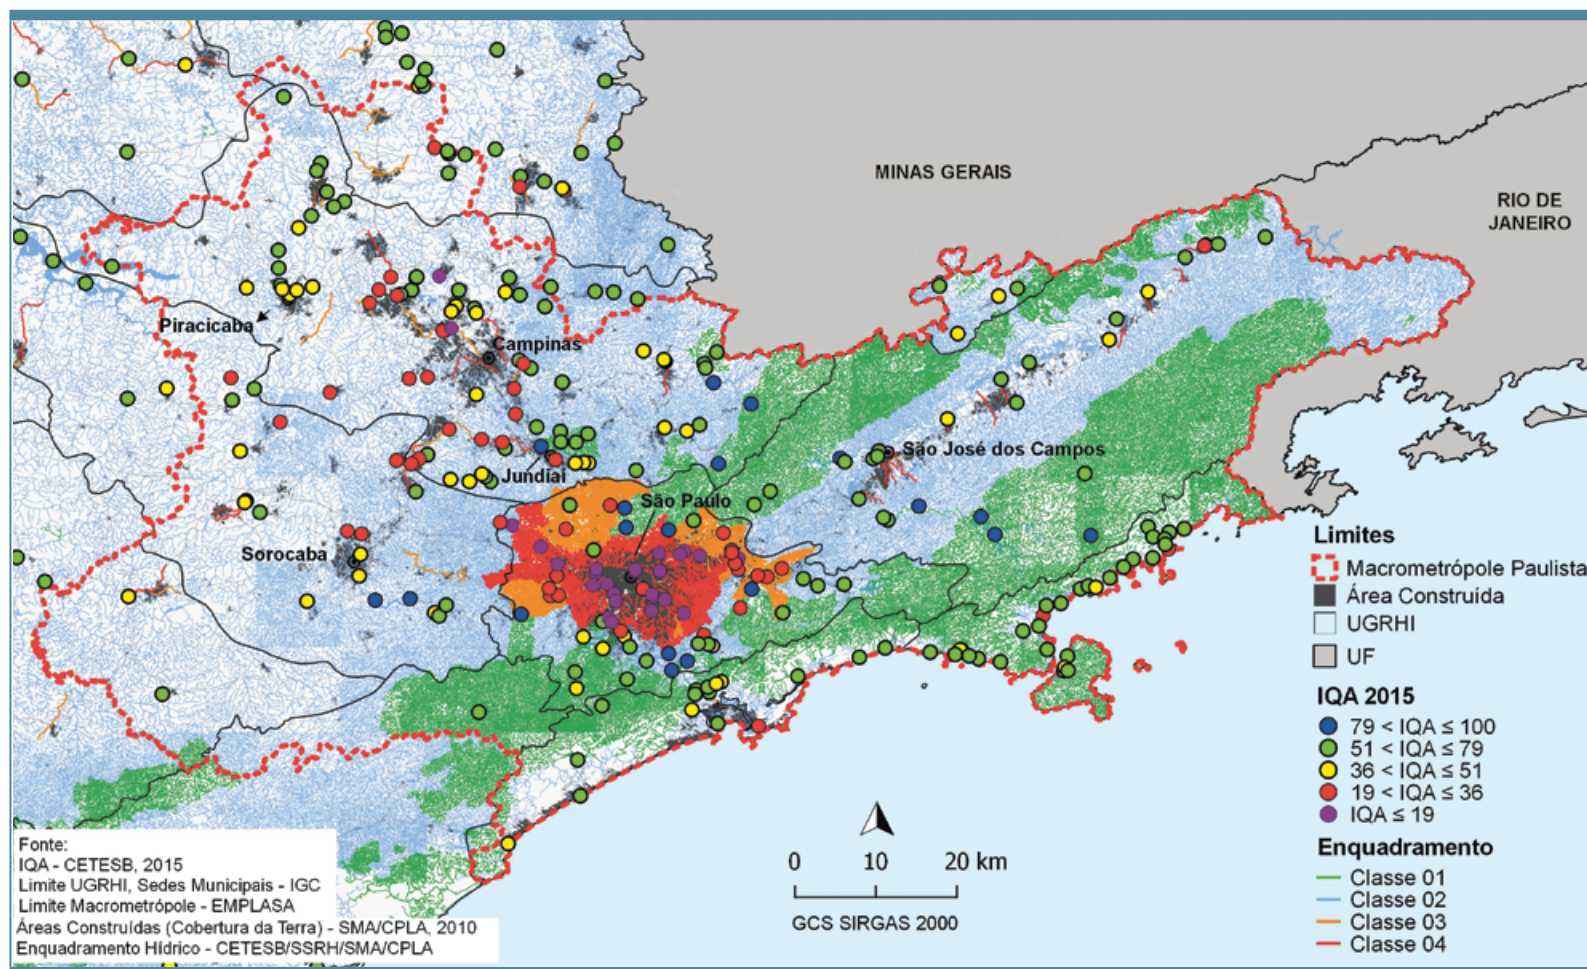 MINAS GERAIS
RIO DE
JANEIRO
Piracicaba
Campinas
São José dos Campos
Jundiaí
São Paulo
Sorocaba
Limites
Macrometrópole Paulista
Área Construída
UGRHI
UF
IQA 2015
79 < IQA ≤ 100
51 < IQA ≤ 79
36 < IQA ≤ 51
19 < IQA ≤ 36
IQA ≤ 19
Enquadramento
Classe 01
Classe 02
Classe 03
Classe 04
0 10 20 km
GCS SIRGAS 2000
Fonte:
IQA - CETESB, 2015
Limite UGRHI, Sedes Municipais - IGC
Limite Macrometrópole - EMPLASA
Áreas Construídas (Cobertura da Terra) - SMA/CPLA, 2010
Enquadramento Hídrico - CETESB/SSRH/SMA/CPLA